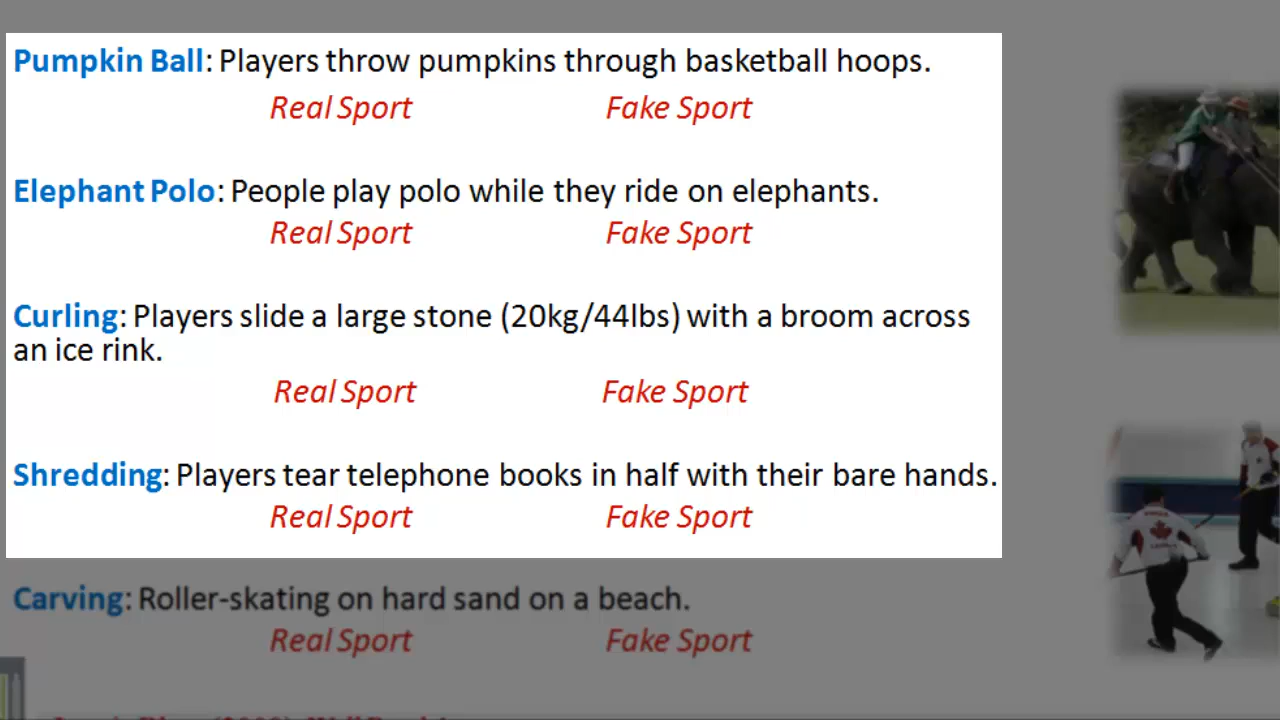 Pumpkin Ball: Players throw pumpkins through basketball hoops.
Real Sport Fake Sport
Elephant Polo: People play polo while they ride on elephants.
Real Sport Fake Sport
Curling: Players slide a large stone (20kg/44lbs) with a broom across
an ice rink.
Real Sport Fake Sport
Shredding: Players tear telephone books in half with their bare hands.
Real Sport Fake Sport
Carving: Roller-skating on hard sand on a beach.
Real Sport Fake Sport